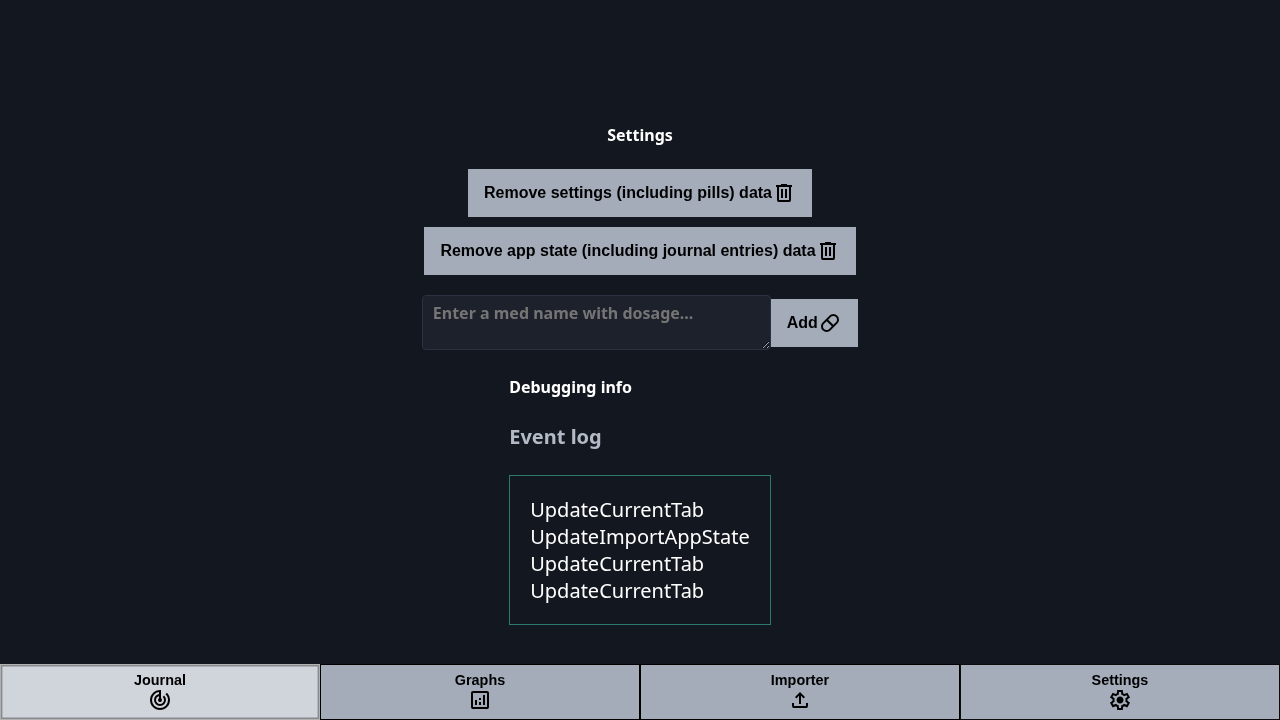 Settings
Remove settings (including pills) data
Remove app state (including journal entries) data
Enter a med name with dosage...
Add
Debugging info
Event log
UpdateCurrentTab
UpdateImportAppState
UpdateCurrentTab
UpdateCurrentTab
Journal
Graphs
Importer
Settings